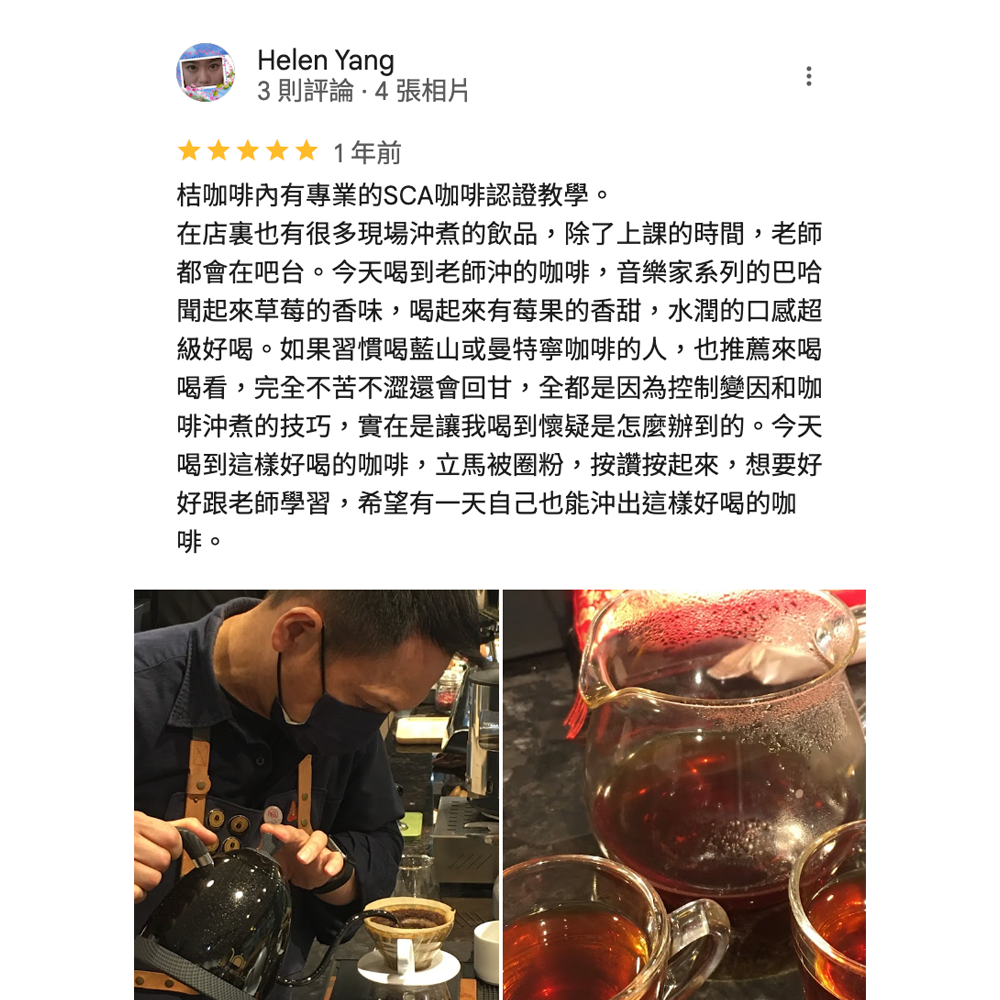 Helen Yang
3 則評論 · 4 張相片
1 年前
桔咖啡內有專業的SCA咖啡認證教學。
在店裏也有很多現場沖煮的飲品，除了上課的時間，老師
都會在吧台。今天喝到老師沖的咖啡，音樂家系列的巴哈
聞起來草莓的香味，喝起來有莓果的香甜，水潤的口感超
級好喝。如果習慣喝藍山或曼特寧咖啡的人，也推薦來喝
喝看，完全不苦不澀還會回甘，全都是因為控制變因和咖
啡沖煮的技巧，實在是讓我喝到懷疑是怎麼辦到的。今天
喝到這樣好喝的咖啡，立馬被圈粉，按讚按起來，想要好
好跟老師學習，希望有一天自己也能沖出這樣好喝的咖
啡。